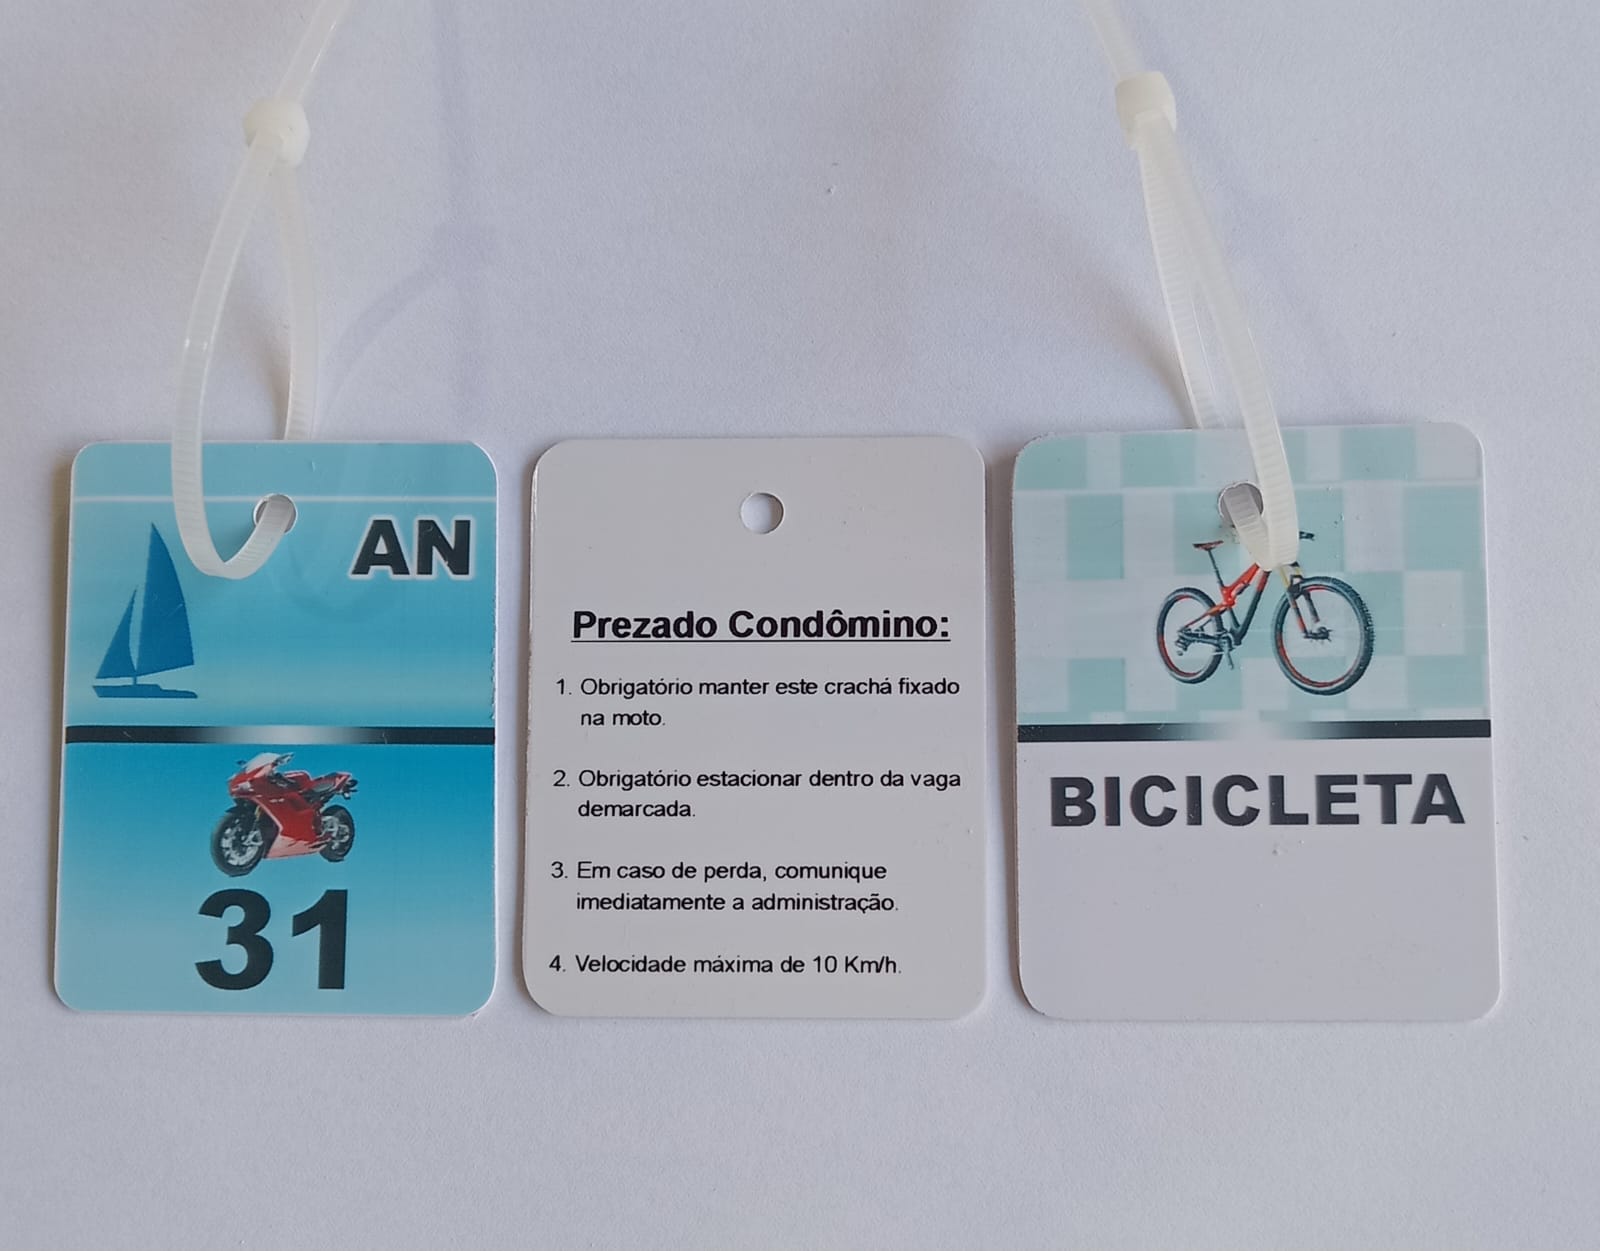 AN
31
Prezado Condômino:
1. Obrigatório manter este crachá fixado
na moto.
2. Obrigatório estacionar dentro da vaga
demarcada.
3. Em caso de perda, comunique
imediatamente a administração.
4. Velocidade máxima de 10 Km/h.
BICICLETA